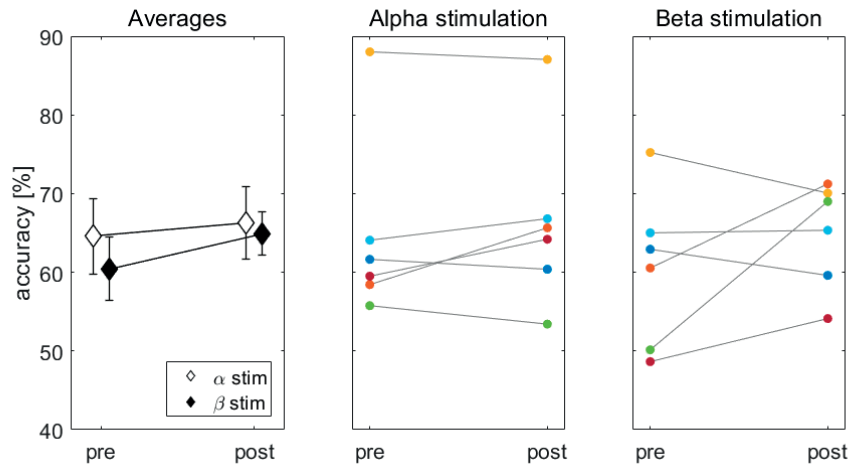 Averages
Alpha stimulation
Beta stimulation
accuracy [%]
90
80
70
60
50
40
α stim
β stim
pre
post
pre
post
pre
post